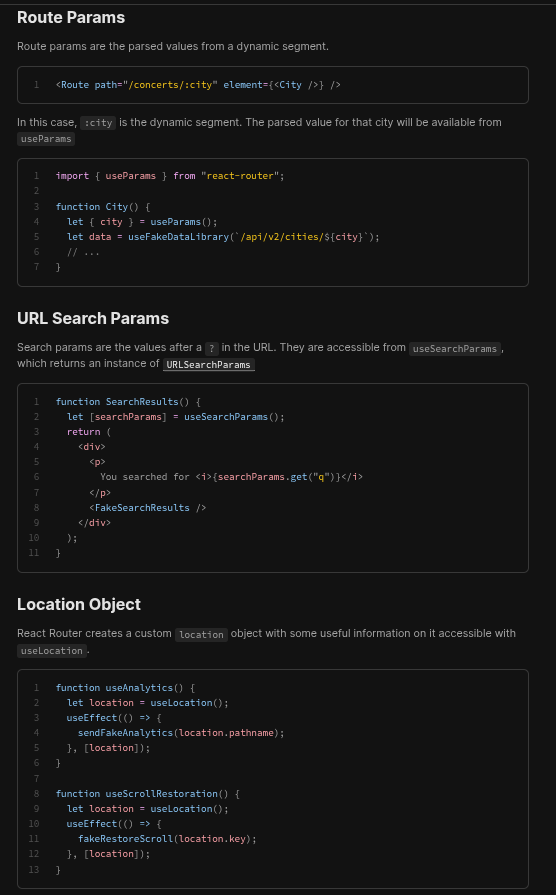 Route Params
Route params are the parsed values from a dynamic segment.
1 <Route path="/concerts/:city" element={<City />} />
In this case, :city is the dynamic segment. The parsed value for that city will be available from
useParams
1 import { useParams } from "react-router";
2
3 function City() {
4   let { city } = useParams();
5   let data = useFakeDataLibrary(`/api/v2/cities/${city}`);
6   // ...
7 }
URL Search Params
Search params are the values after a ? in the URL. They are accessible from useSearchParams,
which returns an instance of URLSearchParams
1 function SearchResults() {
2   let [searchParams] = useSearchParams();
3   return (
4     <div>
5       <p>
6         You searched for <i>{searchParams.get("q")}</i>
7       </p>
8       <FakeSearchResults />
9     </div>
10   );
11 }
Location Object
React Router creates a custom location object with some useful information on it accessible with
useLocation.
1 function useAnalytics() {
2   let location = useLocation();
3   useEffect(() => {
4     sendFakeAnalytics(location.pathname);
5   }, [location]);
6 }
7
8 function useScrollRestoration() {
9   let location = useLocation();
10   useEffect(() => {
11     fakeRestoreScroll(location.key);
12   }, [location]);
13 }